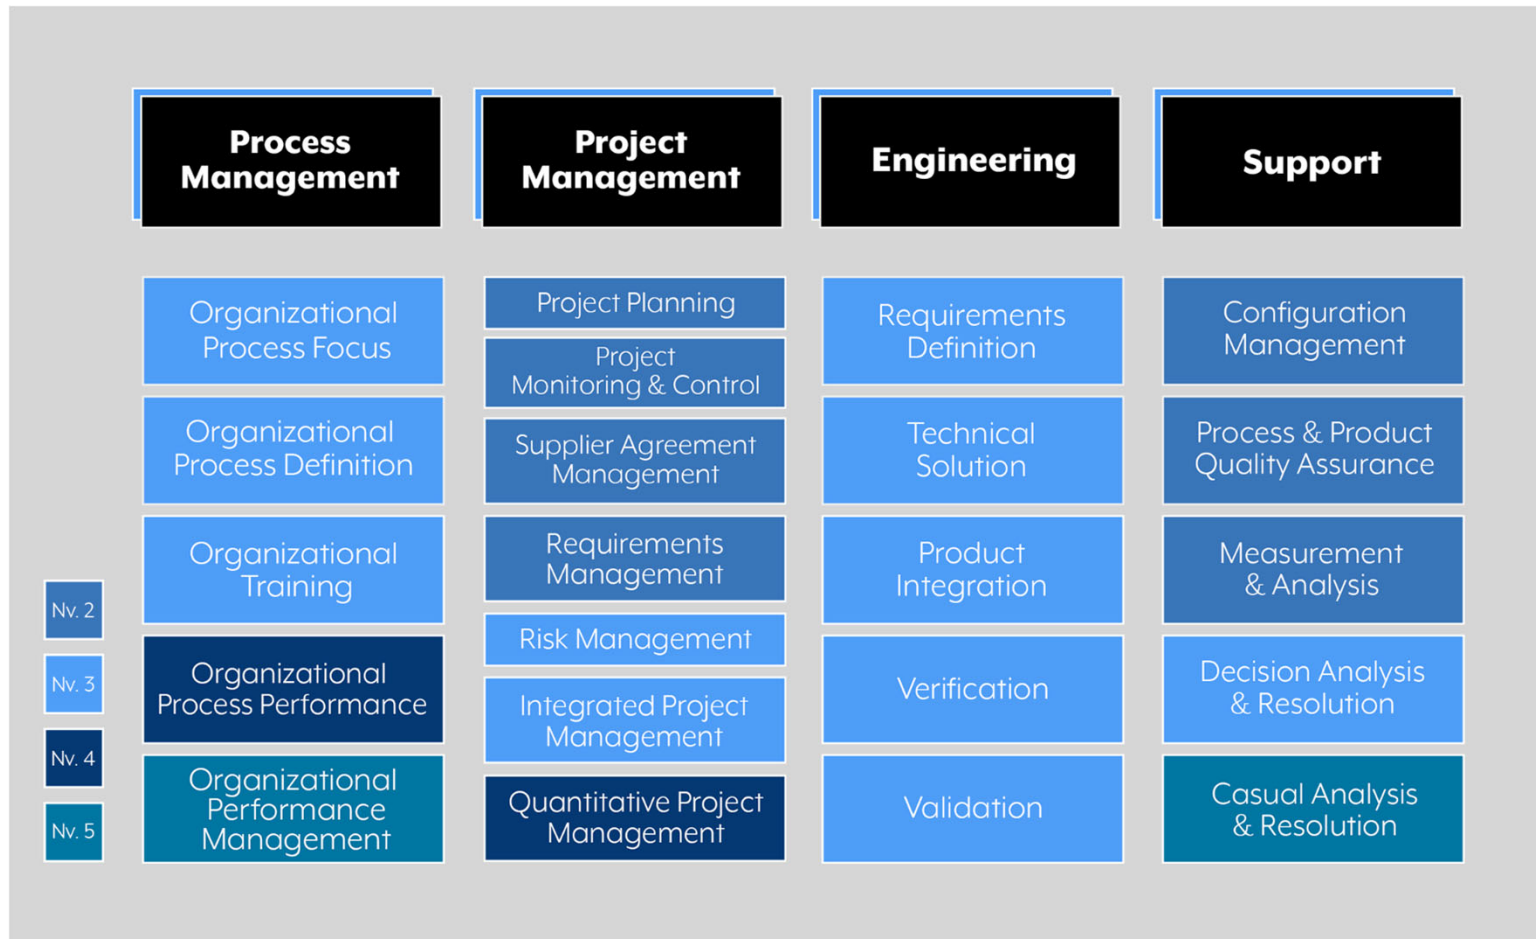 Process
Management
Project
Management
Engineering
Support
Organizational
Process Focus
Organizational
Process Definition
Organizational
Training
Organizational
Process Performance
Organizational
Performance
Management
Project Planning
Project
Monitoring & Control
Supplier Agreement
Management
Requirements
Management
Risk Management
Integrated Project
Management
Quantitative Project
Management
Requirements
Definition
Technical
Solution
Product
Integration
Verification
Validation
Configuration
Management
Process & Product
Quality Assurance
Measurement
& Analysis
Decision Analysis
& Resolution
Casual Analysis
& Resolution
Nv. 2
Nv. 3
Nv. 4
Nv. 5